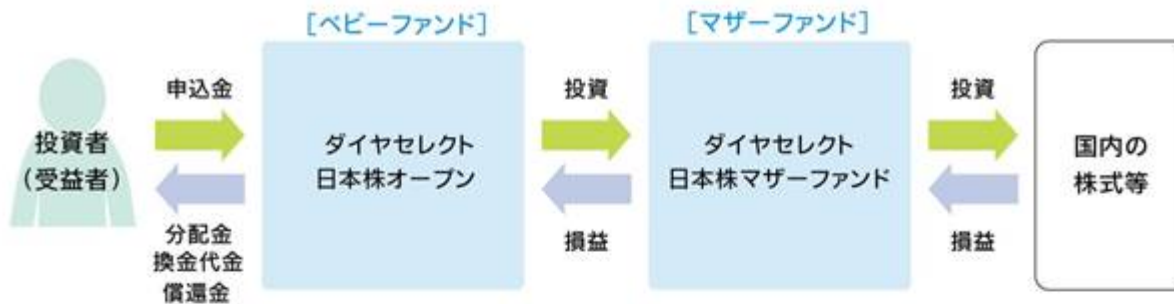 [ベビーファンド]
[マザーファンド]
投資者
(受益者)
申込金
分配金
換金代金
償還金
ダイヤセレクト
日本株オープン
投資
損益
ダイヤセレクト
日本株マザーファンド
投資
損益
国内の
株式等